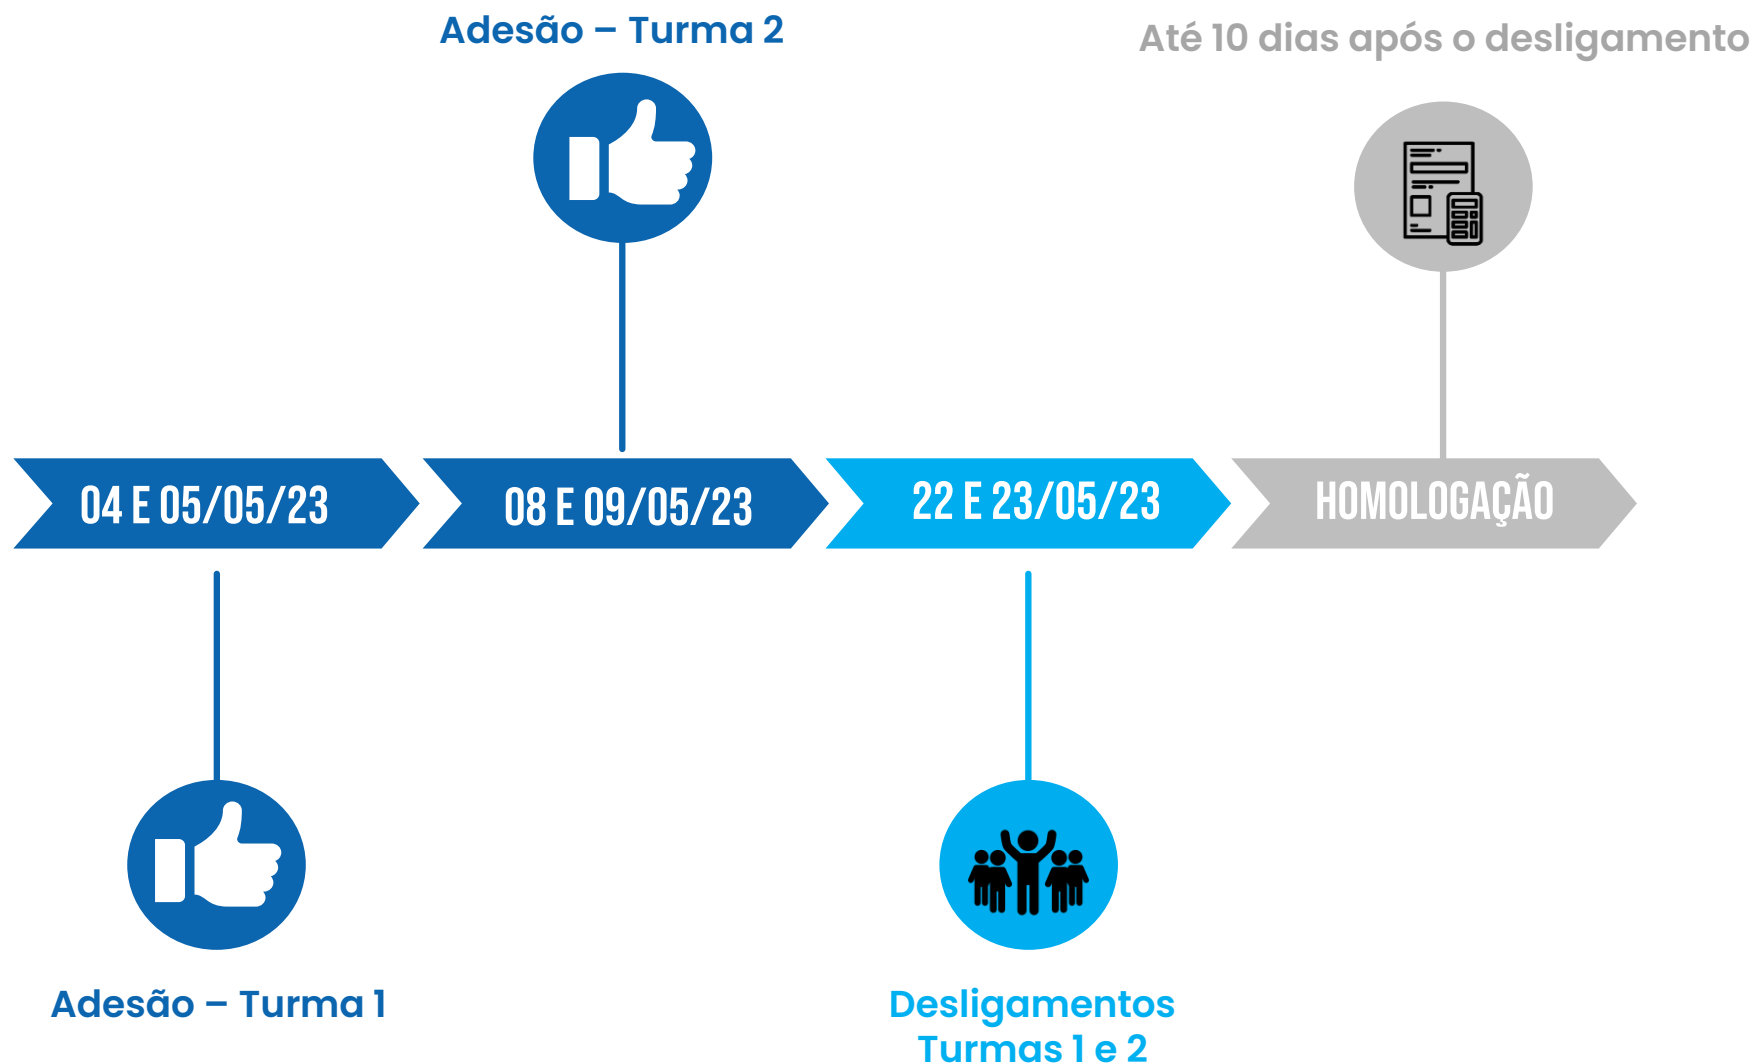 Adesão – Turma 2
Até 10 dias após o desligamento
04 E 05/05/23
08 E 09/05/23
22 E 23/05/23
HOMOLOGAÇÃO
Adesão – Turma 1
Desligamentos
Turmas 1 e 2